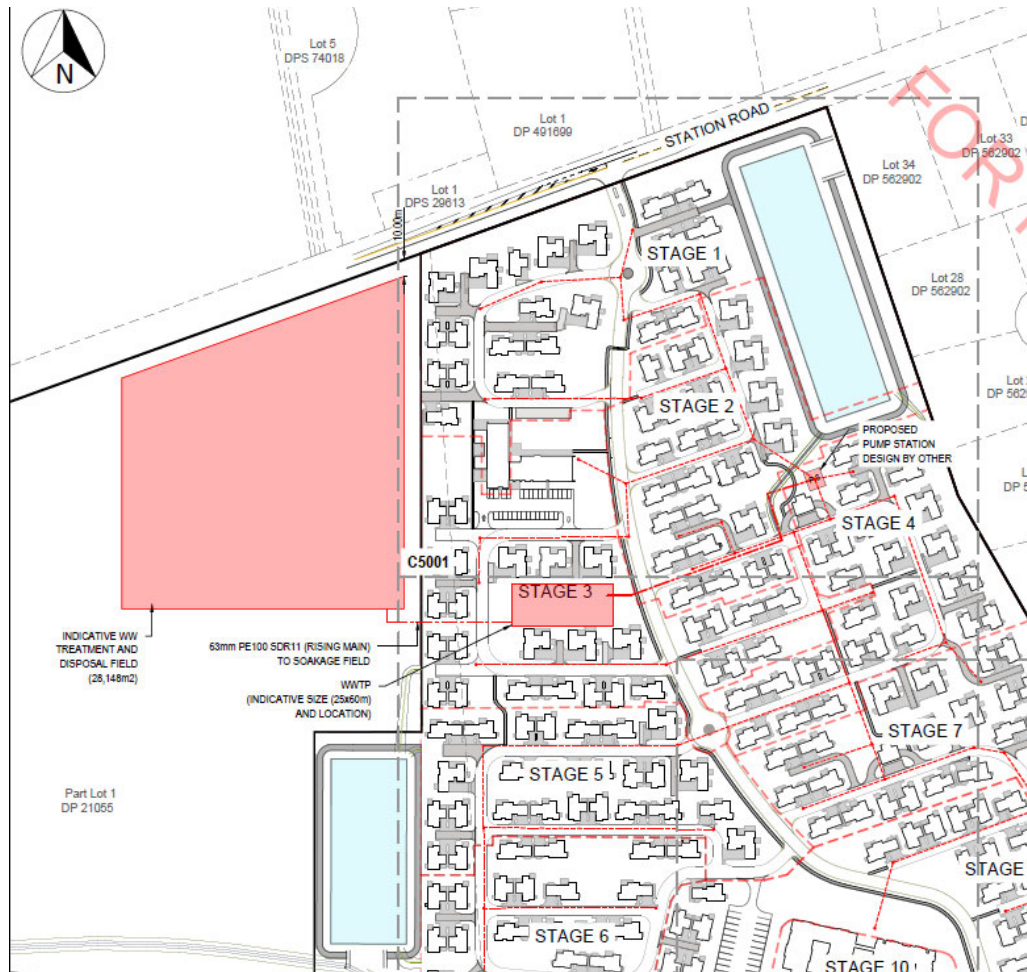 N
Lot 5
DPS 74018
Lot 1
DP 491699
STATION ROAD
FOR
Lot 33
DP 562902
Lot 34
DP 562902
Lot 1
DPS 29613
10.00m
STAGE 1
Lot 28
DP 562902
STAGE 2
PROPOSED
PUMP STATION
DESIGN BY OTHER
STAGE 4
C5001
STAGE 3
INDICATIVE WW
TREATMENT AND
DISPOSAL FIELD
(28,148m2)
63mm PE100 SDR11 (RISING MAIN)
TO SOAKAGE FIELD
WWTP
(INDICATIVE SIZE (25x60m)
AND LOCATION)
STAGE 7
STAGE 5
Part Lot 1
DP 21055
STAGE
STAGE 6
STAGE 10